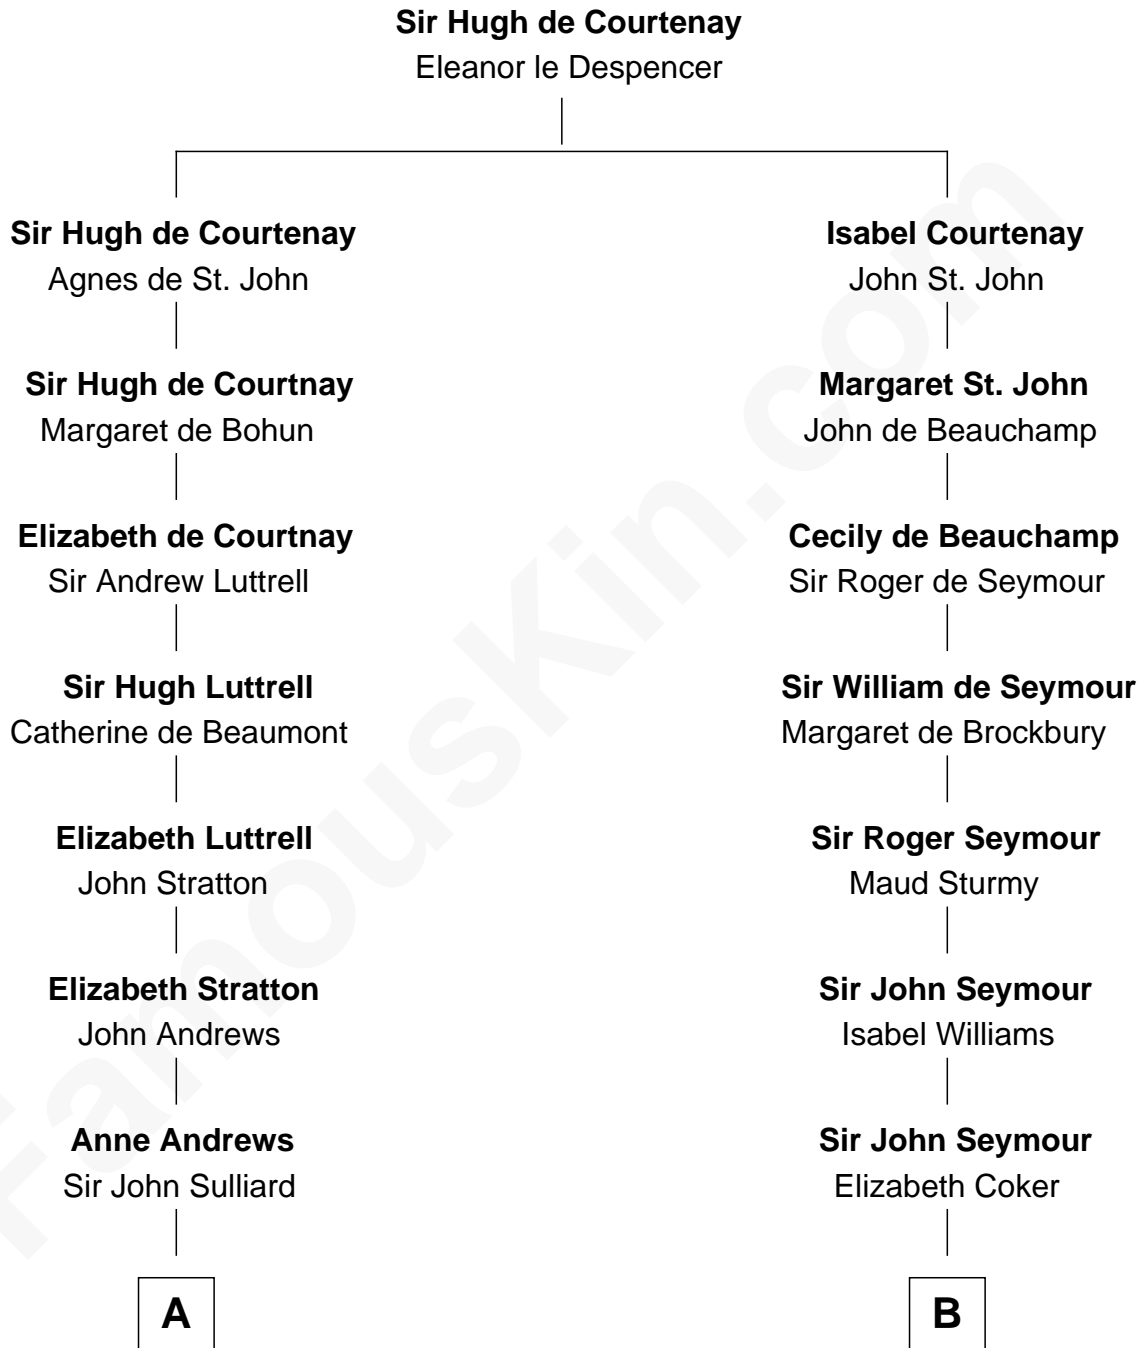 Sir Hugh de Courtenay
Eleanor le Despencer
Sir Hugh de Courtenay
Agnes de St. John
Isabel Courtenay
John St. John
Sir Hugh de Courtnay
Margaret de Bohun
Margaret St. John
John de Beauchamp
Elizabeth de Courtnay
Sir Andrew Luttrell
Cecily de Beauchamp
Sir Roger de Seymour
Sir Hugh Luttrell
Catherine de Beaumont
Sir William de Seymour
Margaret de Brockbury
Elizabeth Luttrell
John Stratton
Sir Roger Seymour
Maud Sturmy
Elizabeth Stratton
John Andrews
Sir John Seymour
Isabel Williams
Anne Andrews
Sir John Sulliard
Sir John Seymour
Elizabeth Coker
A
B
FamousKin.com